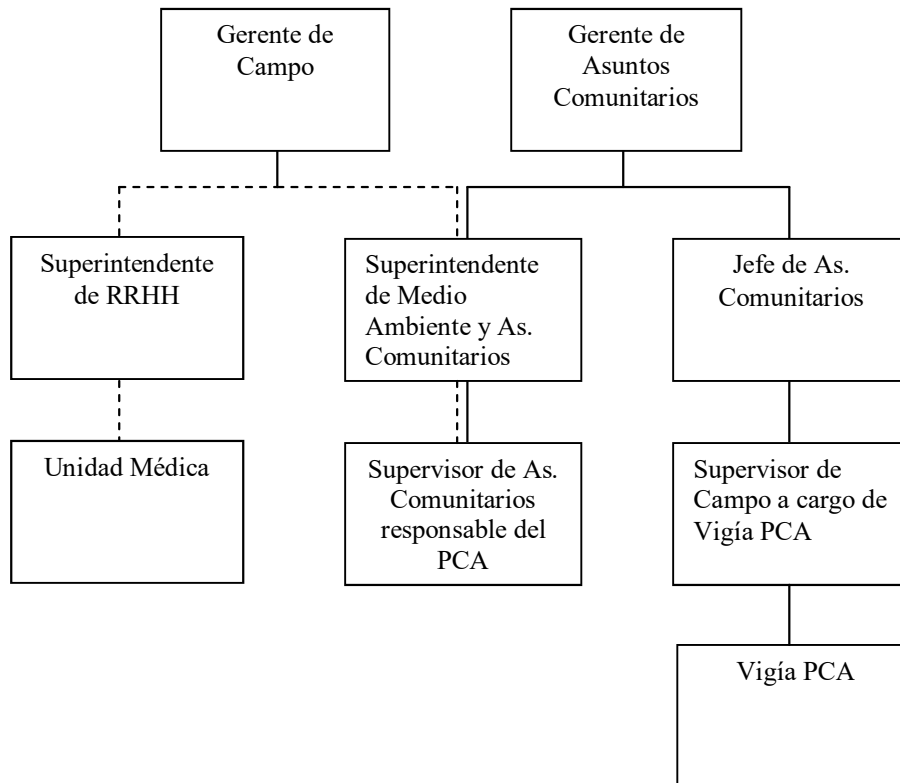 Gerente de
Campo
Gerente de
Asuntos
Comunitarios
Superintendente
de RRHH
Superintendente
de Medio
Ambiente y As.
Comunitarios
Jefe de As.
Comunitarios
Unidad Médica
Supervisor de As.
Comunitarios
responsable del
PCA
Supervisor de
Campo a cargo de
Vigía PCA
Vigía PCA